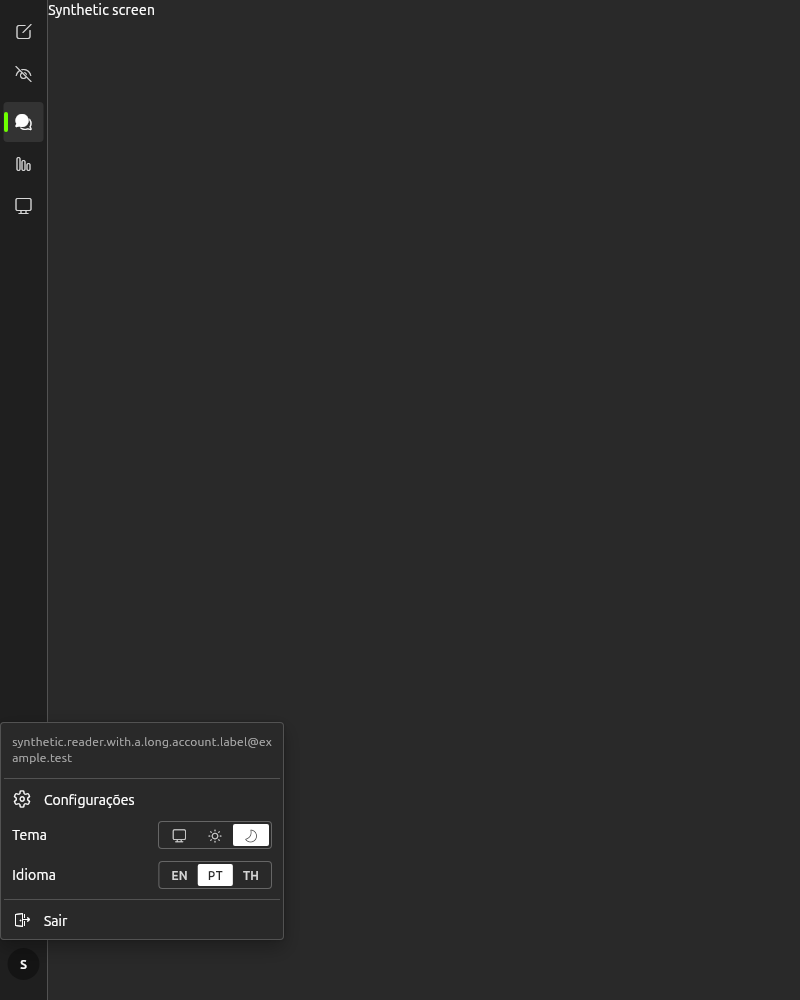 Synthetic screen
synthetic.reader.with.a.long.account.label@ex
ample.test
Configurações
Tema
Idioma
EN PT TH
Sair
S